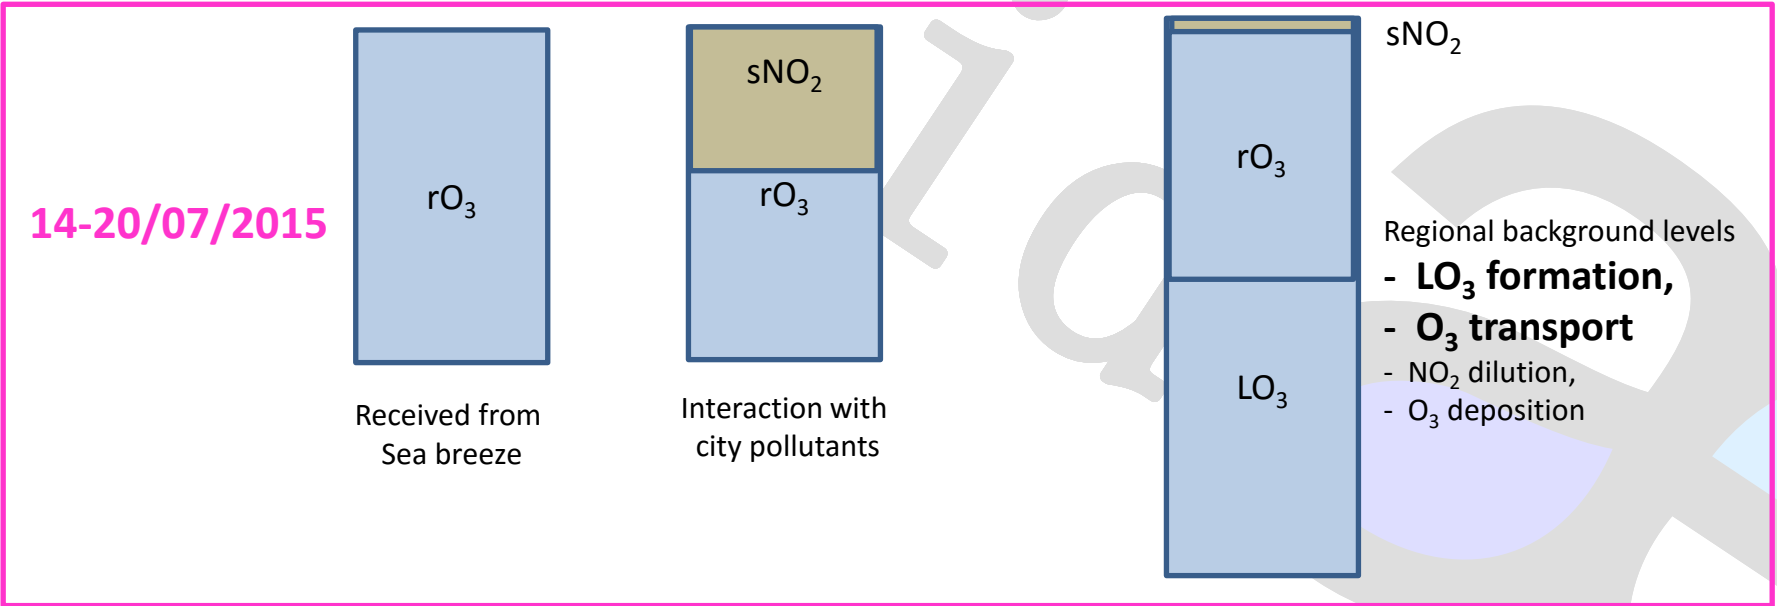 14-20/07/2015
rO₃
Received from
Sea breeze
sNO₂
rO₃
Interaction with
city pollutants
sNO₂
rO₃
LO₃
Regional background levels
- LO₃ formation,
- O₃ transport
- NO₂ dilution,
- O₃ deposition